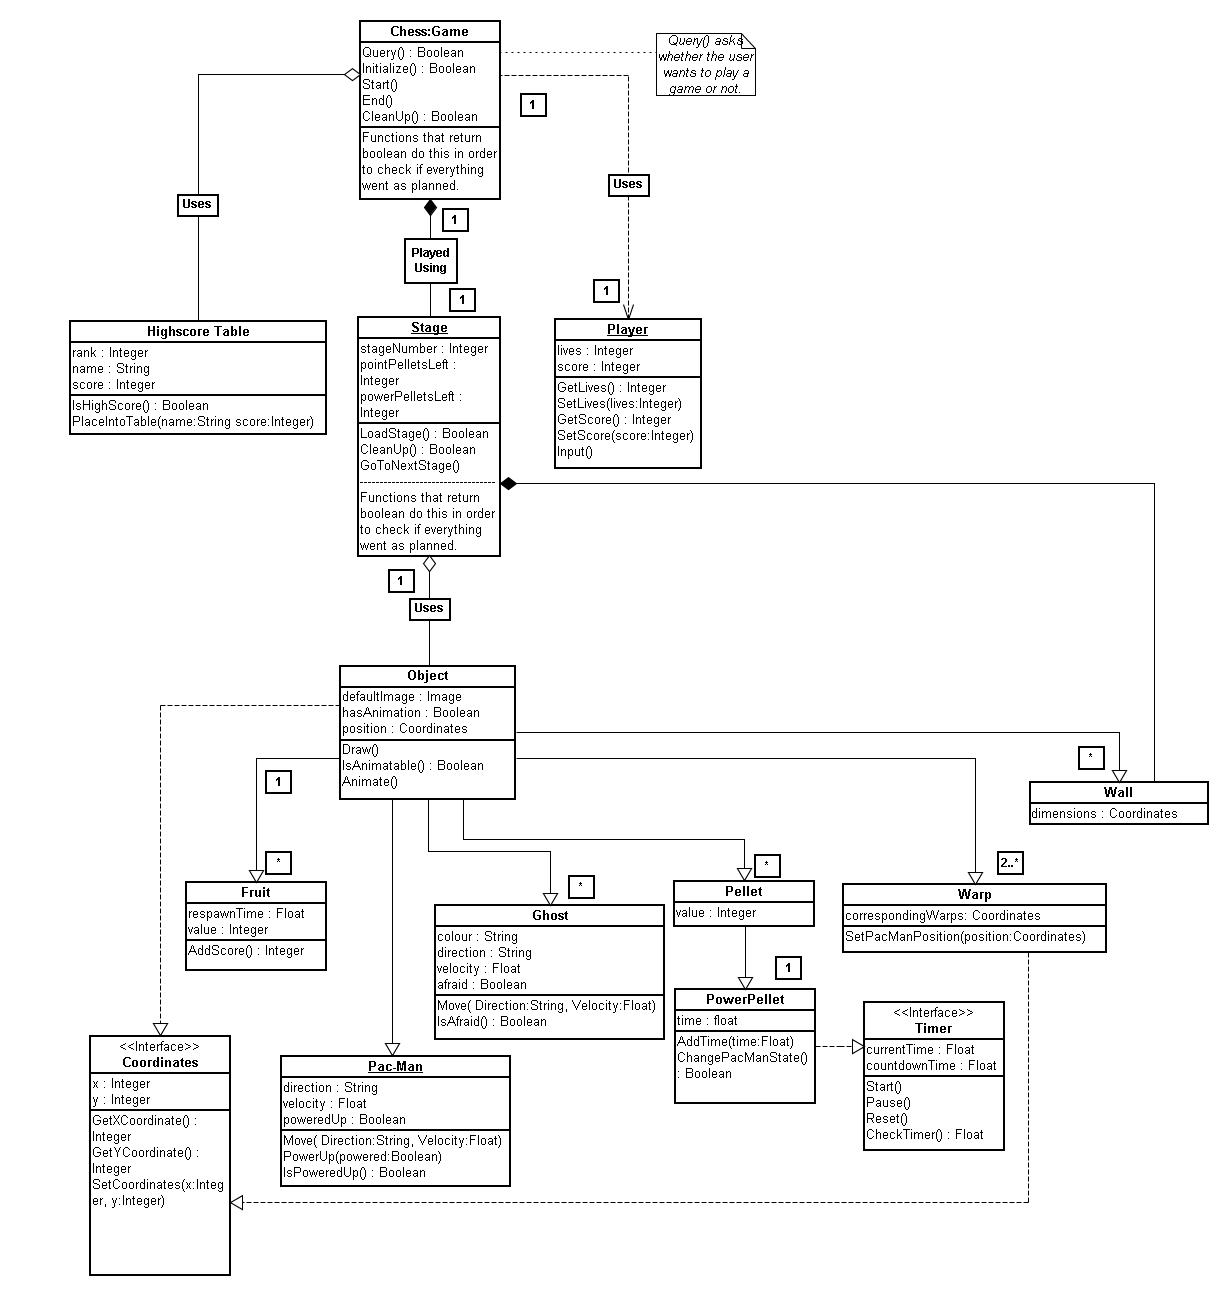 Chess:Game
Query() : Boolean
Initialize() : Boolean
Start()
End()
CleanUp() : Boolean
Functions that return
boolean do this in order
to check if everything
went as planned.
Query() asks
whether the user
wants to play a
game or not.
1
Uses
Uses
1
Played
Using
1
1
Highscore Table
rank : Integer
name : String
score : Integer
IsHighScore() : Boolean
PlaceIntoTable(name:String score:Integer)
Stage
stageNumber : Integer
pointPelletsLeft :
Integer
powerPelletsLeft :
Integer
LoadStage() : Boolean
CleanUp() : Boolean
GoToNextStage()
Functions that return
boolean do this in order
to check if everything
went as planned.
Player
lives : Integer
score : Integer
GetLives() : Integer
SetLives(lives:Integer)
GetScore() : Integer
SetScore(score:Integer)
Input()
1
Uses
Object
defaultImage : Image
hasAnimation : Boolean
position : Coordinates
Draw()
IsAnimatable() : Boolean
Animate()
1
*
Wall
dimensions : Coordinates
*
Fruit
respawnTime : Float
value : Integer
AddScore() : Integer
*
Ghost
colour : String
direction : String
velocity : Float
afraid : Boolean
Move( Direction:String, Velocity:Float)
IsAfraid() : Boolean
*
Pellet
value : Integer
2..*
Warp
correspondingWarps: Coordinates
SetPacManPosition(position:Coordinates)
1
PowerPellet
time : float
AddTime(time:Float)
ChangePacManState()
: Boolean
<<Interface>>
Timer
currentTime : Float
countdownTime : Float
Start()
Pause()
Reset()
CheckTimer() : Float
<<Interface>>
Coordinates
x : Integer
y : Integer
GetXCoordinate() :
Integer
GetYCoordinate() :
Integer
SetCoordinates(x:Integ
er, y:Integer)
Pac-Man
direction : String
velocity : Float
poweredUp : Boolean
Move( Direction:String, Velocity:Float)
PowerUp(powered:Boolean)
IsPoweredUp() : Boolean